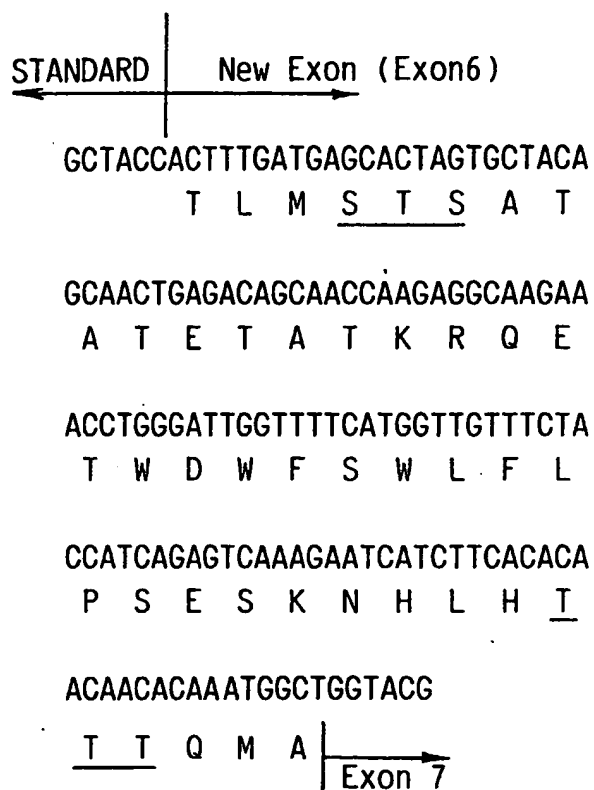 STANDARD New Exon (Exon6)
GCTACCACTTTGATGAGCACTAGTGCTACA
T L M S T S A T
GCAACTGAGACAGCAACCAAGAGGCAAGAA
A T E T A T K R Q E
ACCTGGGATTGGTTTTCATGGTTGTTTCTA
T W D W F S W L F L
CCATCAGAGTCAAAGAATCATCTTCACACA
P S E S K N H L H T
ACAACACAAATGGCTGGTACG
T T Q M A
Exon 7